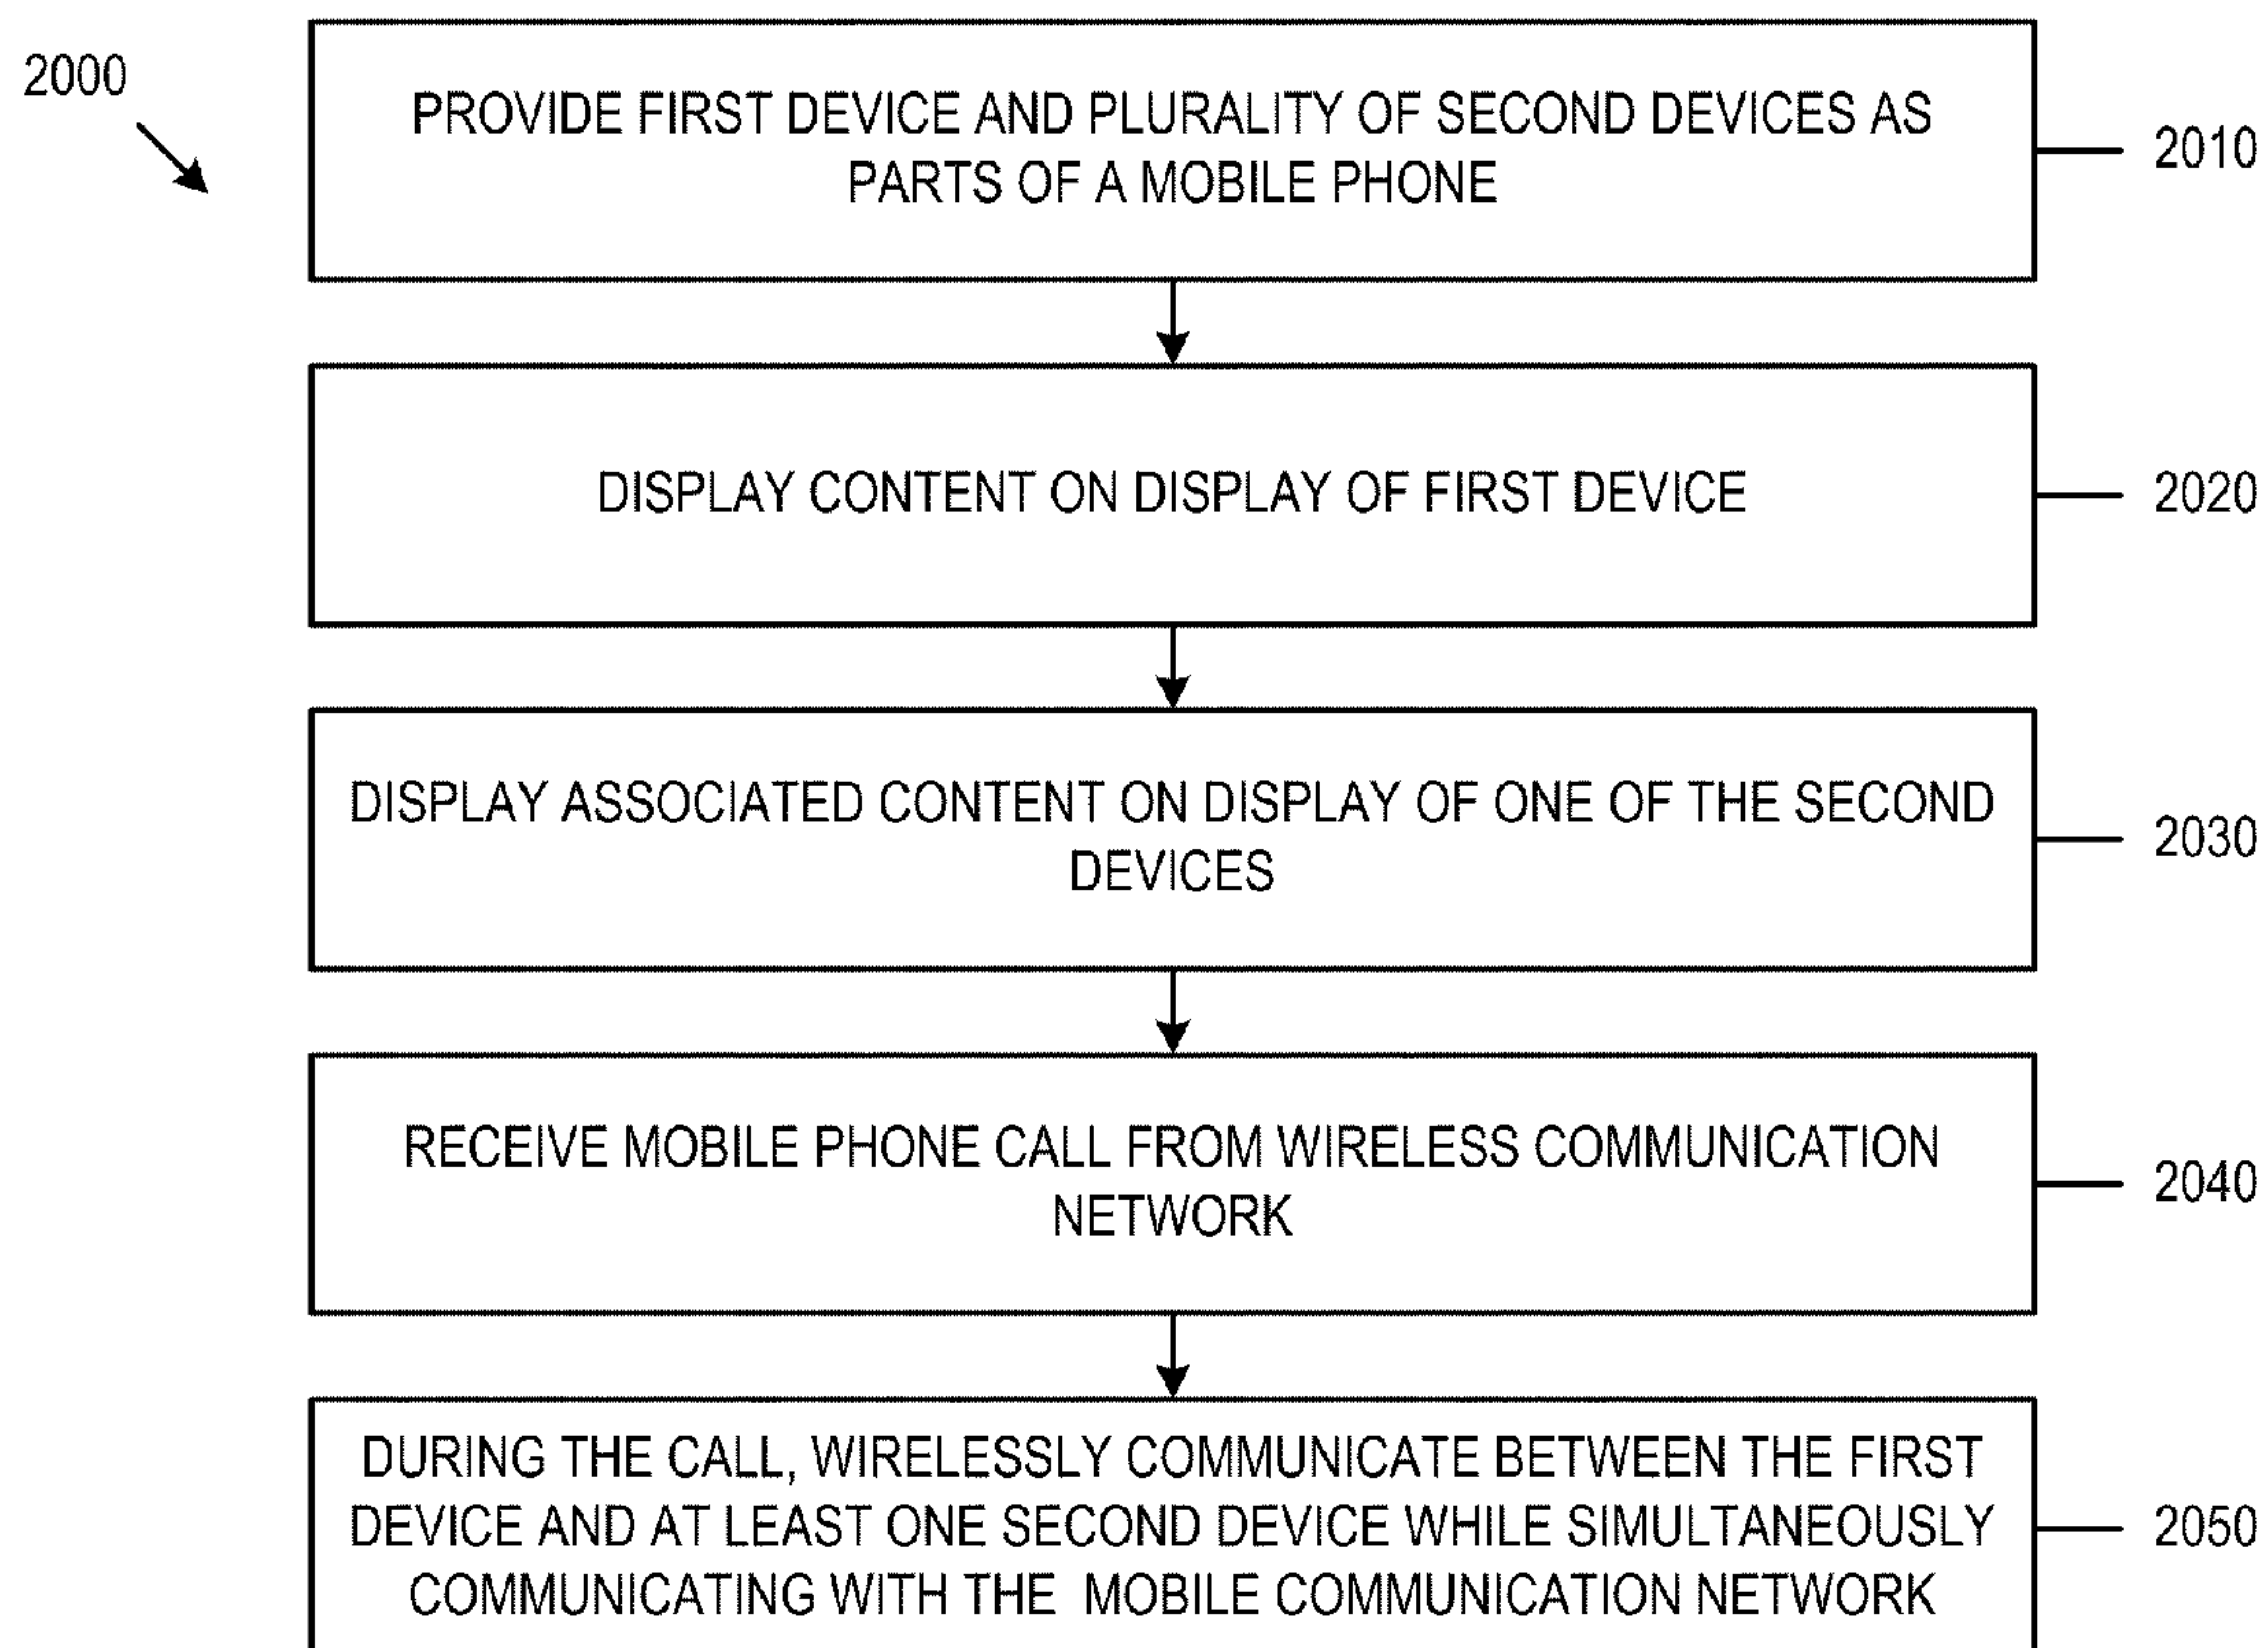 2000
PROVIDE FIRST DEVICE AND PLURALITY OF SECOND DEVICES AS
PARTS OF A MOBILE PHONE
2010
DISPLAY CONTENT ON DISPLAY OF FIRST DEVICE
2020
DISPLAY ASSOCIATED CONTENT ON DISPLAY OF ONE OF THE SECOND
DEVICES
2030
RECEIVE MOBILE PHONE CALL FROM WIRELESS COMMUNICATION
NETWORK
2040
DURING THE CALL, WIRELESSLY COMMUNICATE BETWEEN THE FIRST
DEVICE AND AT LEAST ONE SECOND DEVICE WHILE SIMULTANEOUSLY
COMMUNICATING WITH THE MOBILE COMMUNICATION NETWORK
2050